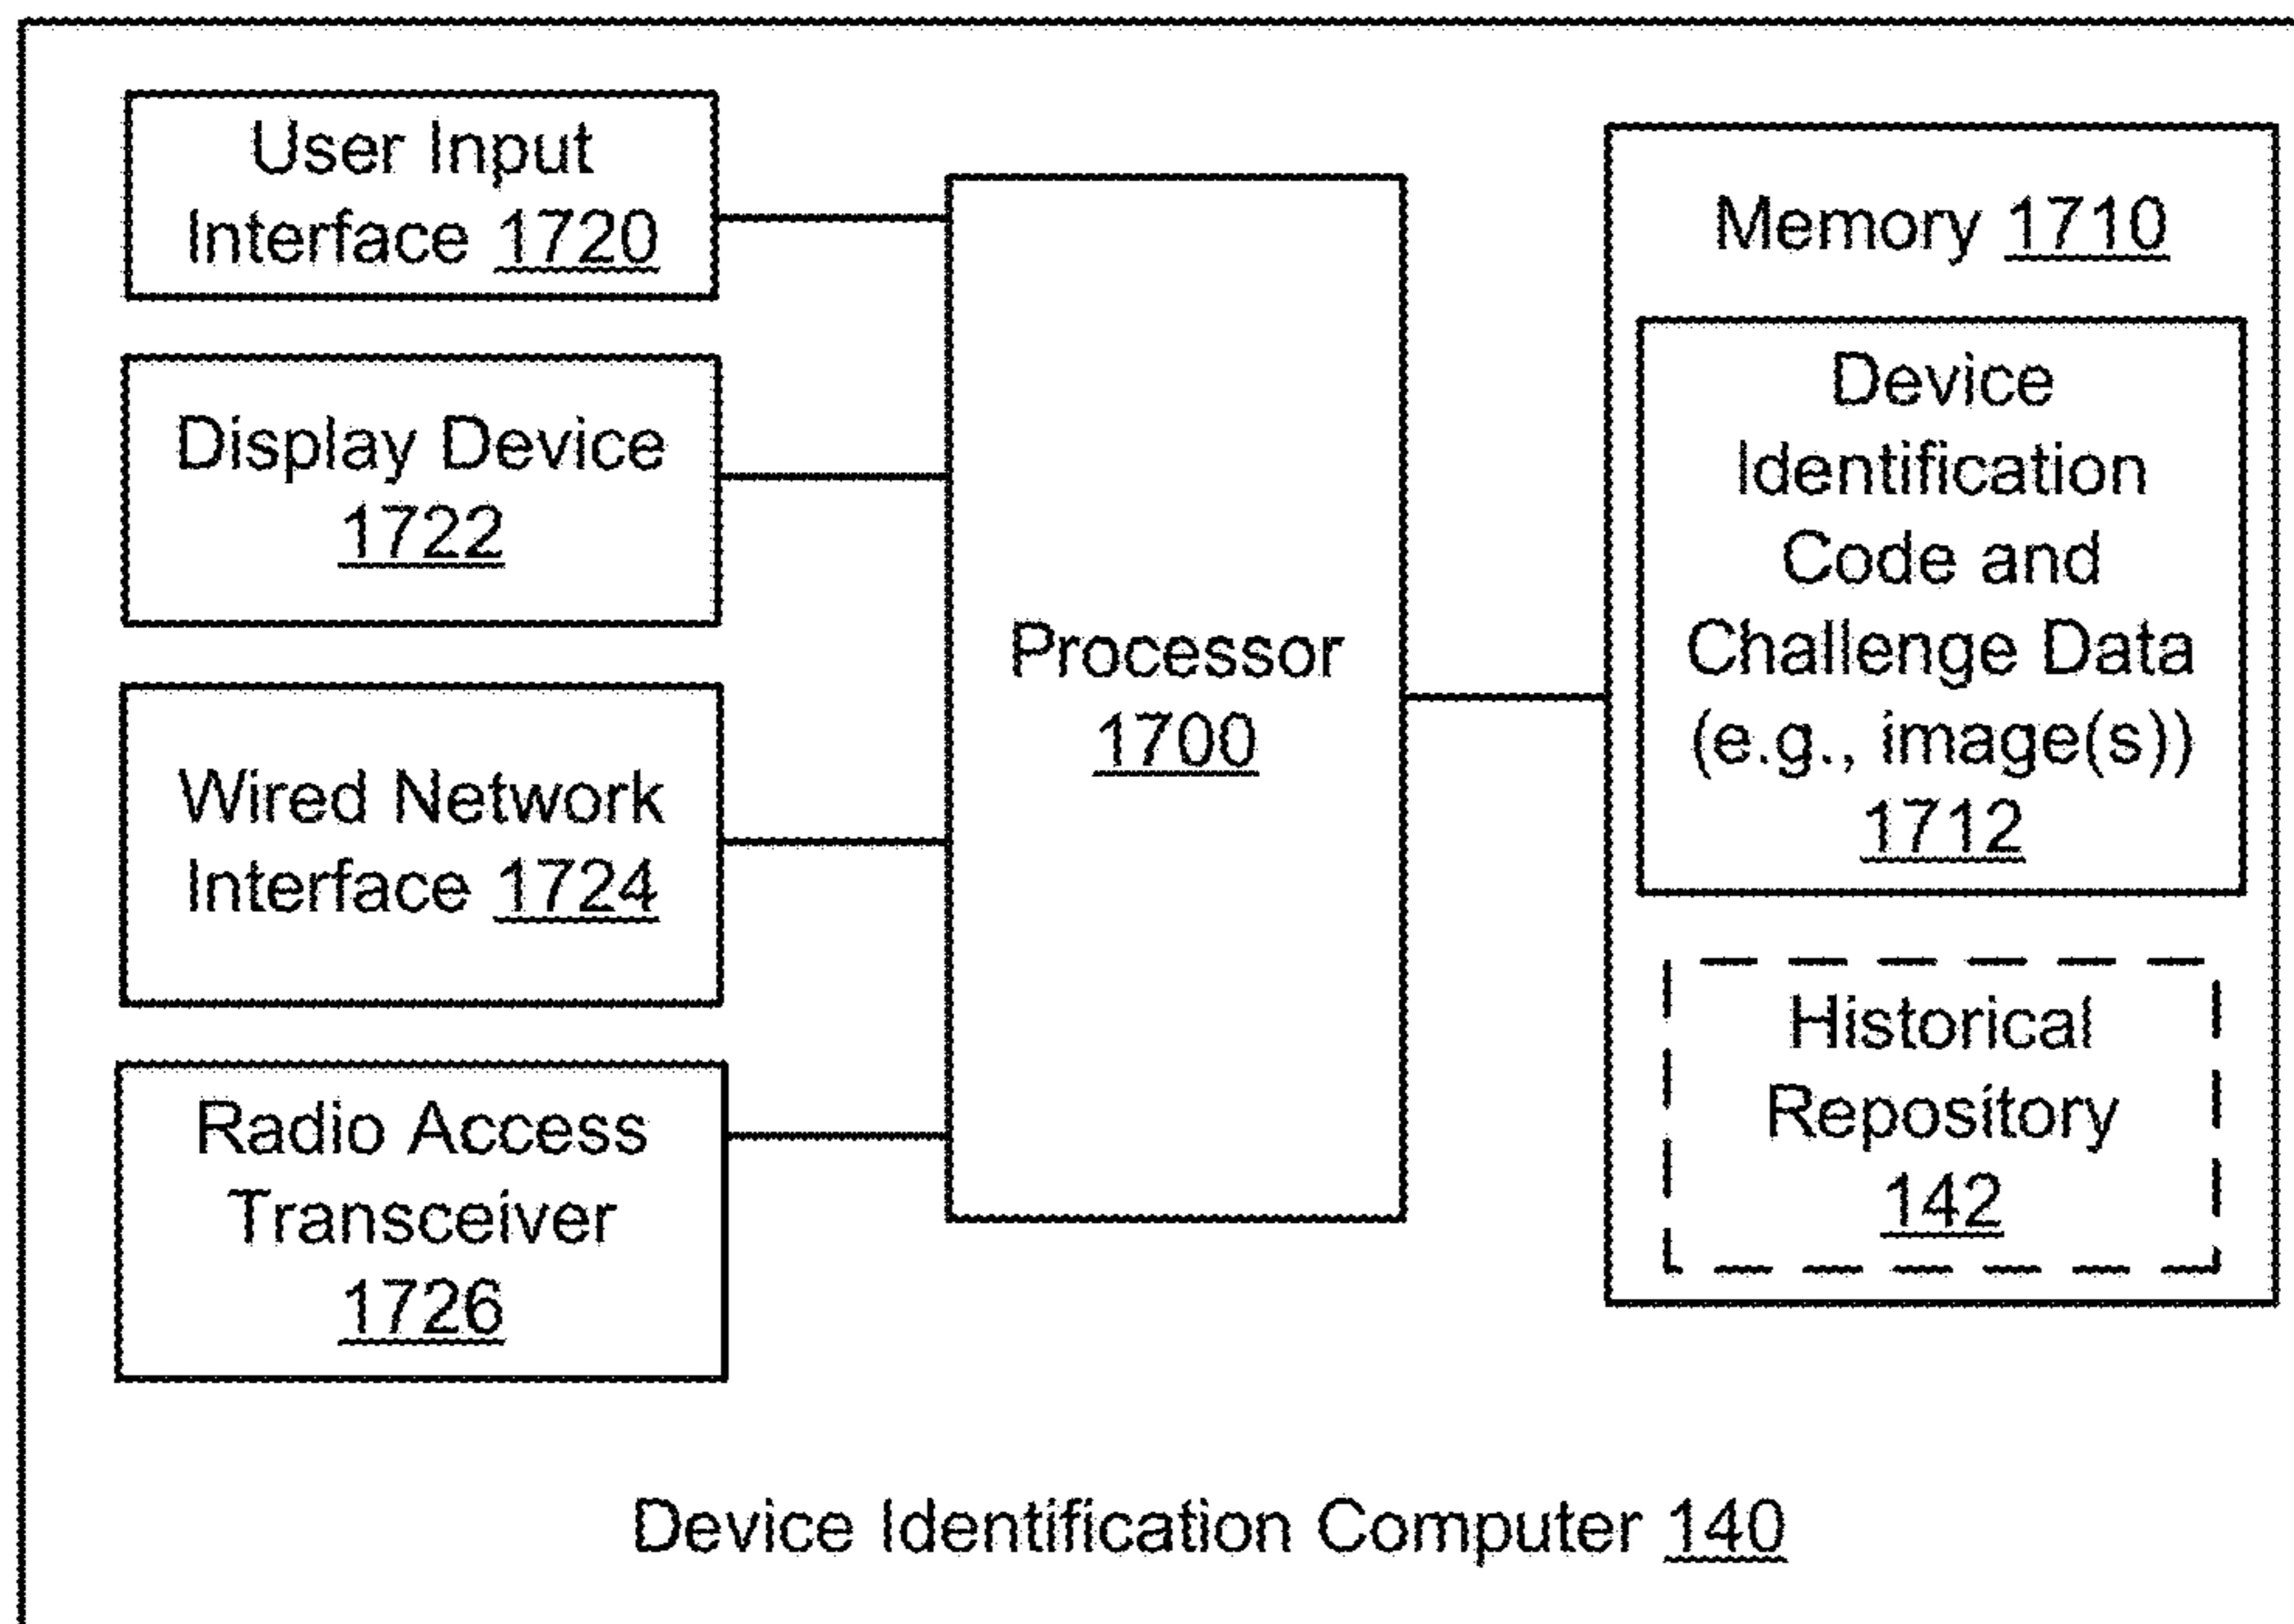 User Input
Interface 1720
Display Device
1722
Wired Network
Interface 1724
Radio Access
Transceiver
1726
Processor
1700
Memory 1710
Device
Identification
Code and
Challenge Data
(e.g., image(s))
1712
Historical
Repository
142
Device Identification Computer 140